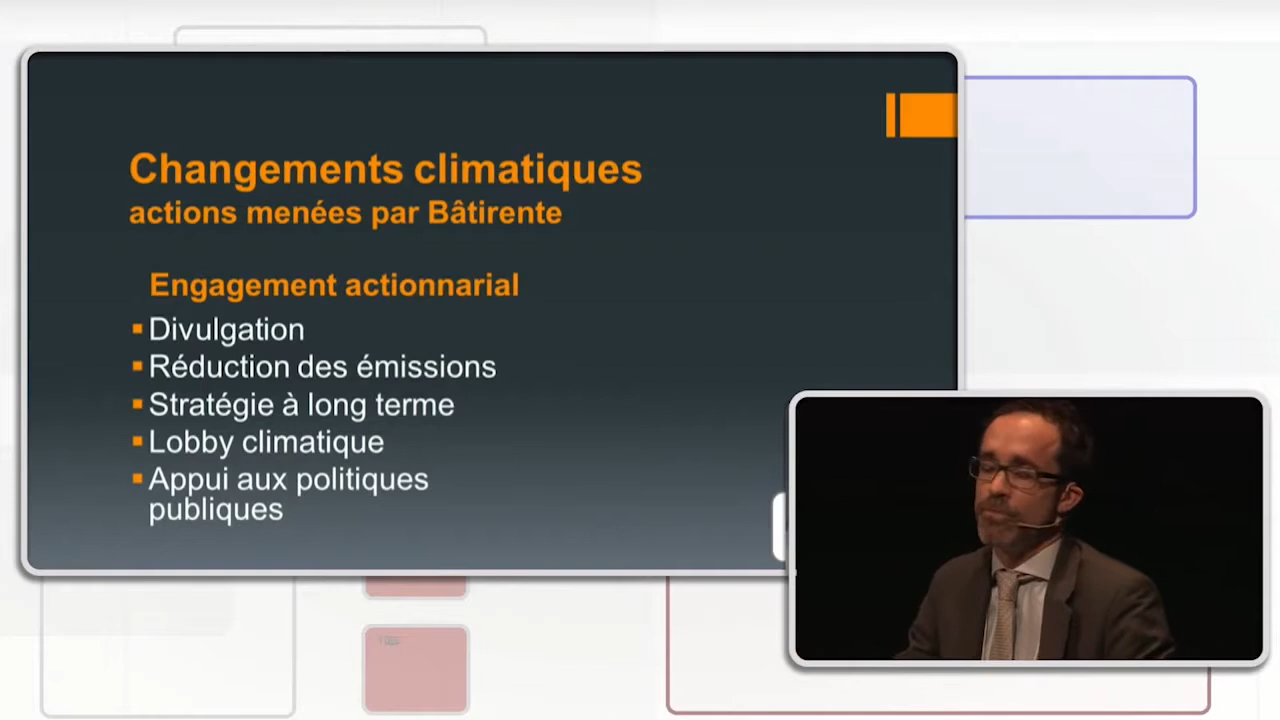 Changements climatiques
actions menées par Bâtirente
Engagement actionnarial
Divulgation
Réduction des émissions
Stratégie à long terme
Lobby climatique
Appui aux politiques
publiques